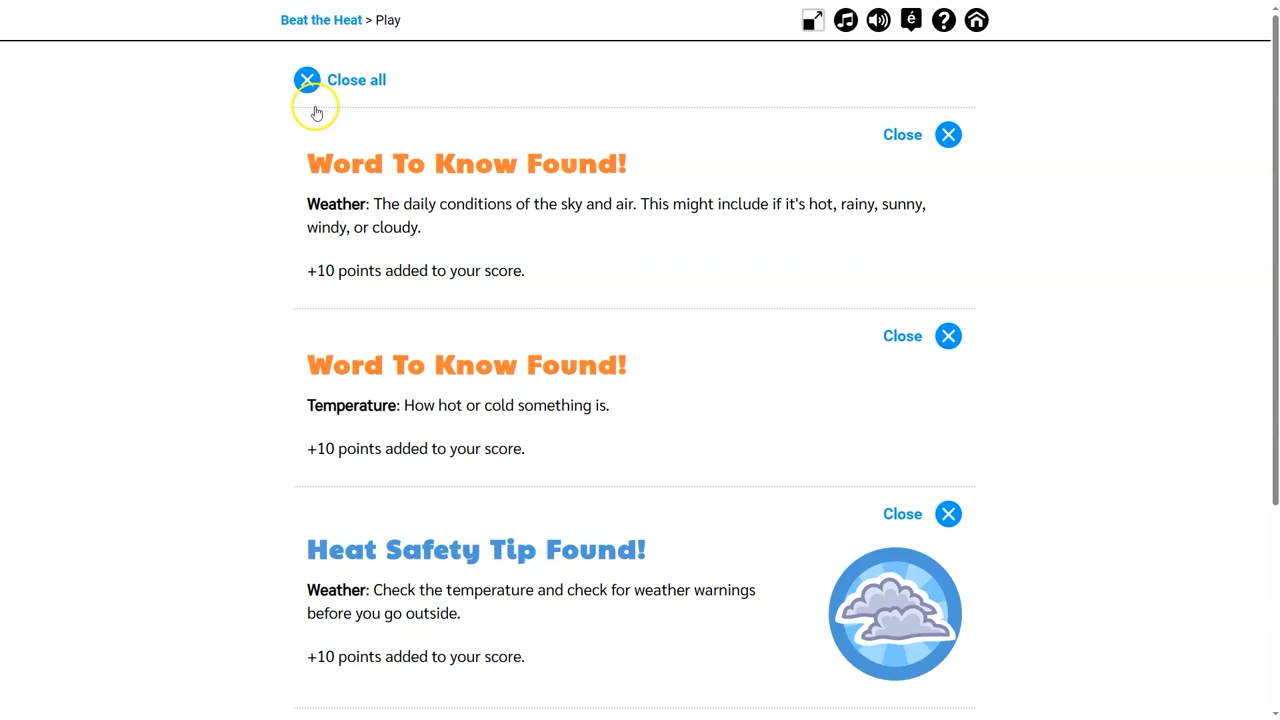 Beat the Heat > Play
é ?
Close all
Close
Word To Know Found!
Weather: The daily conditions of the sky and air. This might include if it's hot, rainy, sunny,
windy, or cloudy.
+10 points added to your score.
Close
Word To Know Found!
Temperature: How hot or cold something is.
+10 points added to your score.
Close
Heat Safety Tip Found!
Weather: Check the temperature and check for weather warnings
before you go outside.
+10 points added to your score.